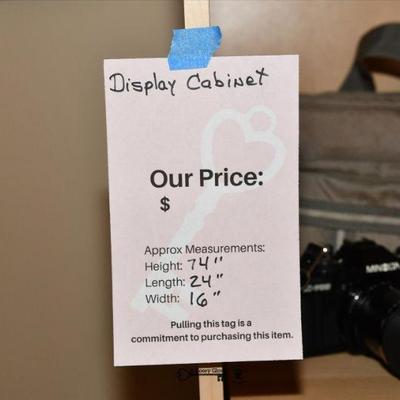 Display Cabinet
Our Price:
$
Approx Measurements:
Height: 74"
Length: 24"
Width: 16"
Pulling this tag is a
commitment to purchasing this item.